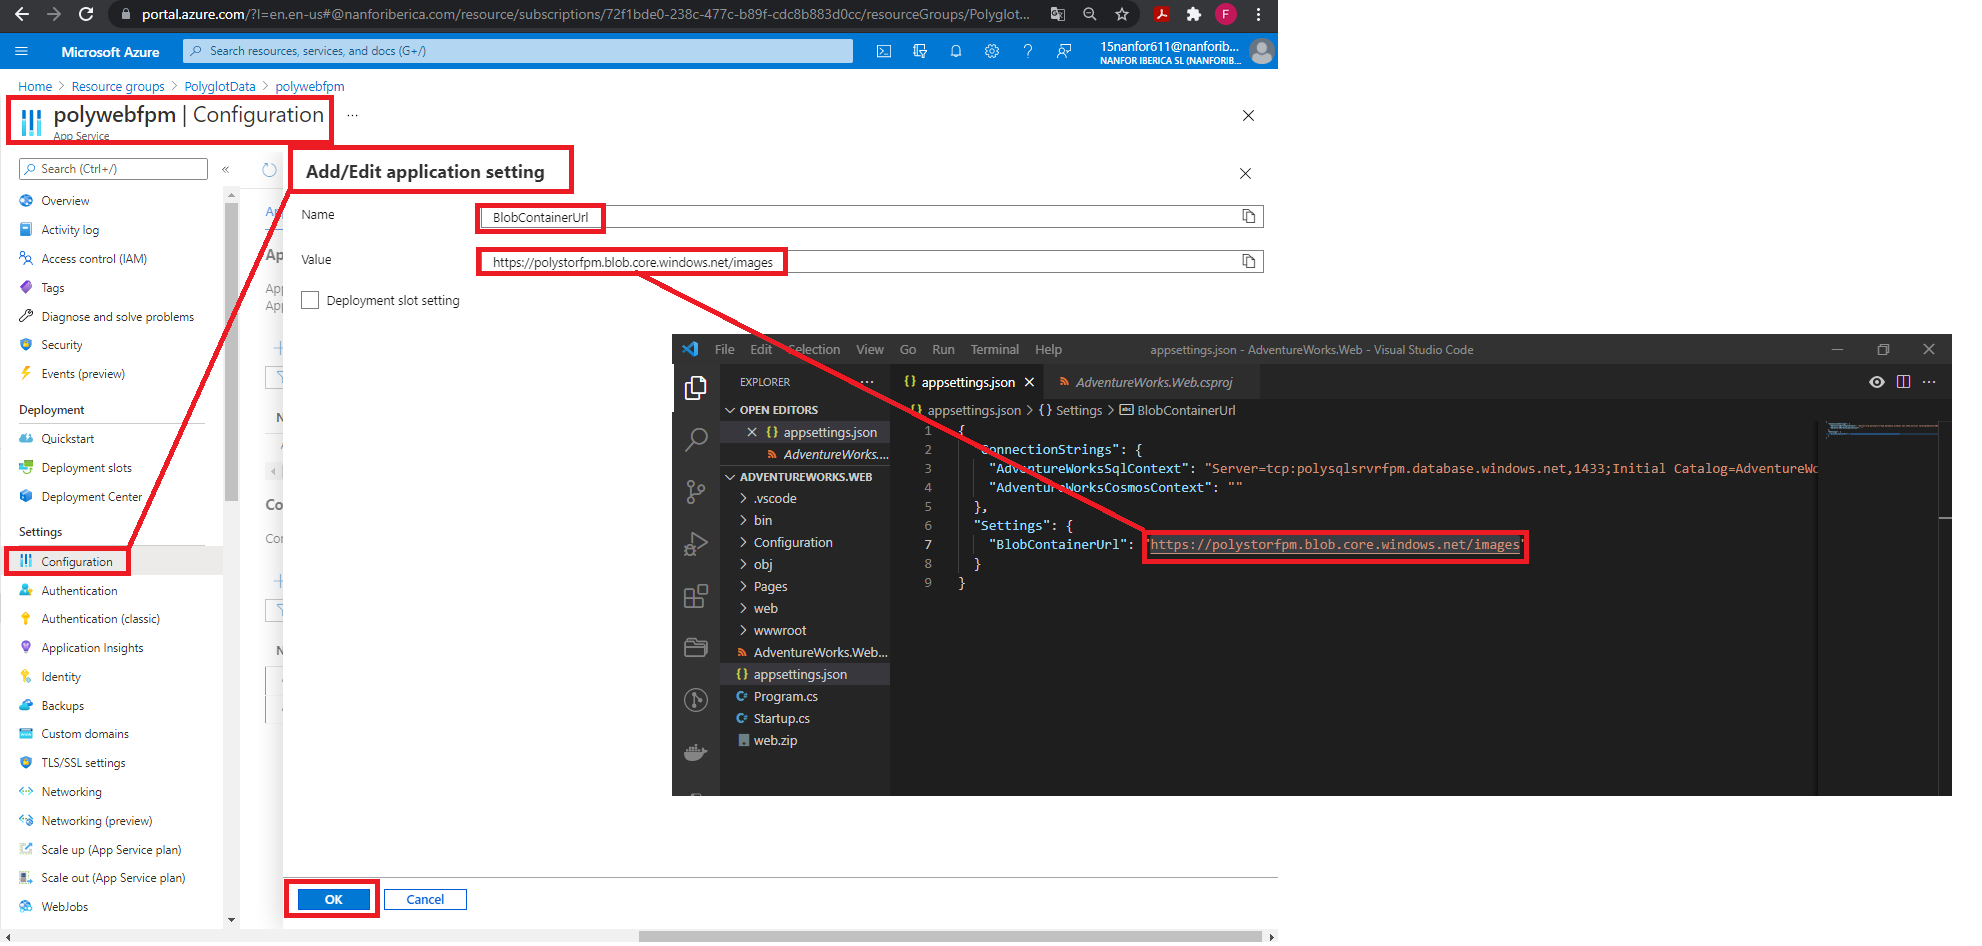 portal.azure.com/?l=en.en-us#@nanforiberica.com/resource/subscriptions/72f1bde0-238c-477c-b89f-cdc8b883d0cc/resourceGroups/Polyglot...
F
Microsoft Azure
Search resources, services, and docs (G+/)
15nanfor611@nanforib...
NANFOR IBERICA SL (NANFORIB...
Home > Resource groups > PolyglotData > polywebfpm
polywebfpm | Configuration ...
App Service
Search (Ctrl+/)
«
Overview
Activity log
Access control (IAM)
Tags
Diagnose and solve problems
Security
Events (preview)
Deployment
Quickstart
Deployment slots
Deployment Center
Settings
Configuration
Authentication
Authentication (classic)
Application Insights
Identity
Backups
Custom domains
TLS/SSL settings
Networking
Networking (preview)
Scale up (App Service plan)
Scale out (App Service plan)
WebJobs
Ap
Ap
App
App
N
Co
Con
N
Add/Edit application setting
Name
BlobContainerUrl
Value
https://polystorfpm.blob.core.windows.net/images
Deployment slot setting
OK
Cancel
File Edit Selection View Go Run Terminal Help
appsettings.json - AdventureWorks.Web - Visual Studio Code
EXPLORER ...
OPEN EDITORS
{} appsettings.json
AdventureWorks....
ADVENTUREWORKS.WEB
> .vscode
> bin
> Configuration
> obj
> Pages
> web
> wwwroot
AdventureWorks.Web...
{} appsettings.json
C# Program.cs
C# Startup.cs
web.zip
{} appsettings.json
AdventureWorks.Web.csproj
...
{} appsettings.json > {} Settings > abc BlobContainerUrl
1 {
2 "ConnectionStrings": {
3 "AdventureWorksSqlContext": "Server=tcp:polysqlsrvrfpm.database.windows.net,1433;Initial Catalog=AdventureWo
4 "AdventureWorksCosmosContext": ""
5 },
6 "Settings": {
7 "BlobContainerUrl": "https://polystorfpm.blob.core.windows.net/images"
8 }
9 }